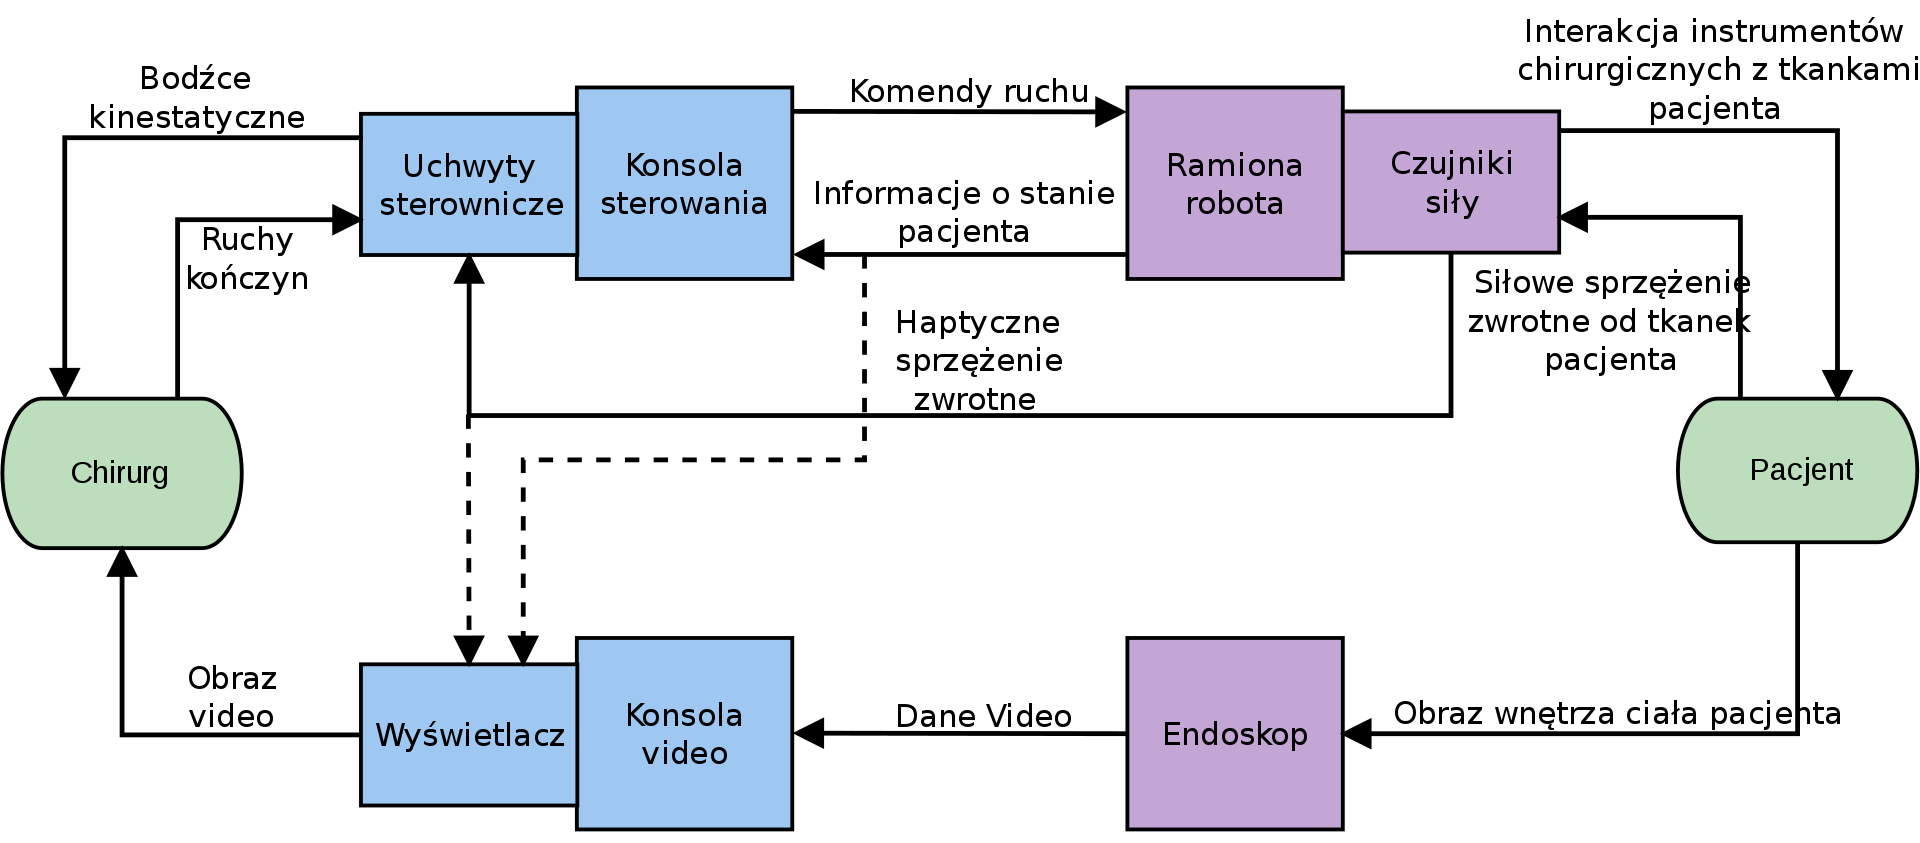 Interakcja instrumentów
chirurgicznych z tkankami
pacjenta
Bodźce
kinestatyczne
Komendy ruchu
Uchwyty
sterownicze
Konsola
sterowania
Ramiona
robota
Czujniki
siły
Informacje o stanie
pacjenta
Ruchy
kończyn
Siłowe sprzężenie
zwrotne od tkanek
pacjenta
Haptyczne
sprzężenie
zwrotne
Chirurg
Pacjent
Obraz
video
Wyświetlacz
Konsola
video
Dane Video
Endoskop
Obraz wnętrza ciała pacjenta